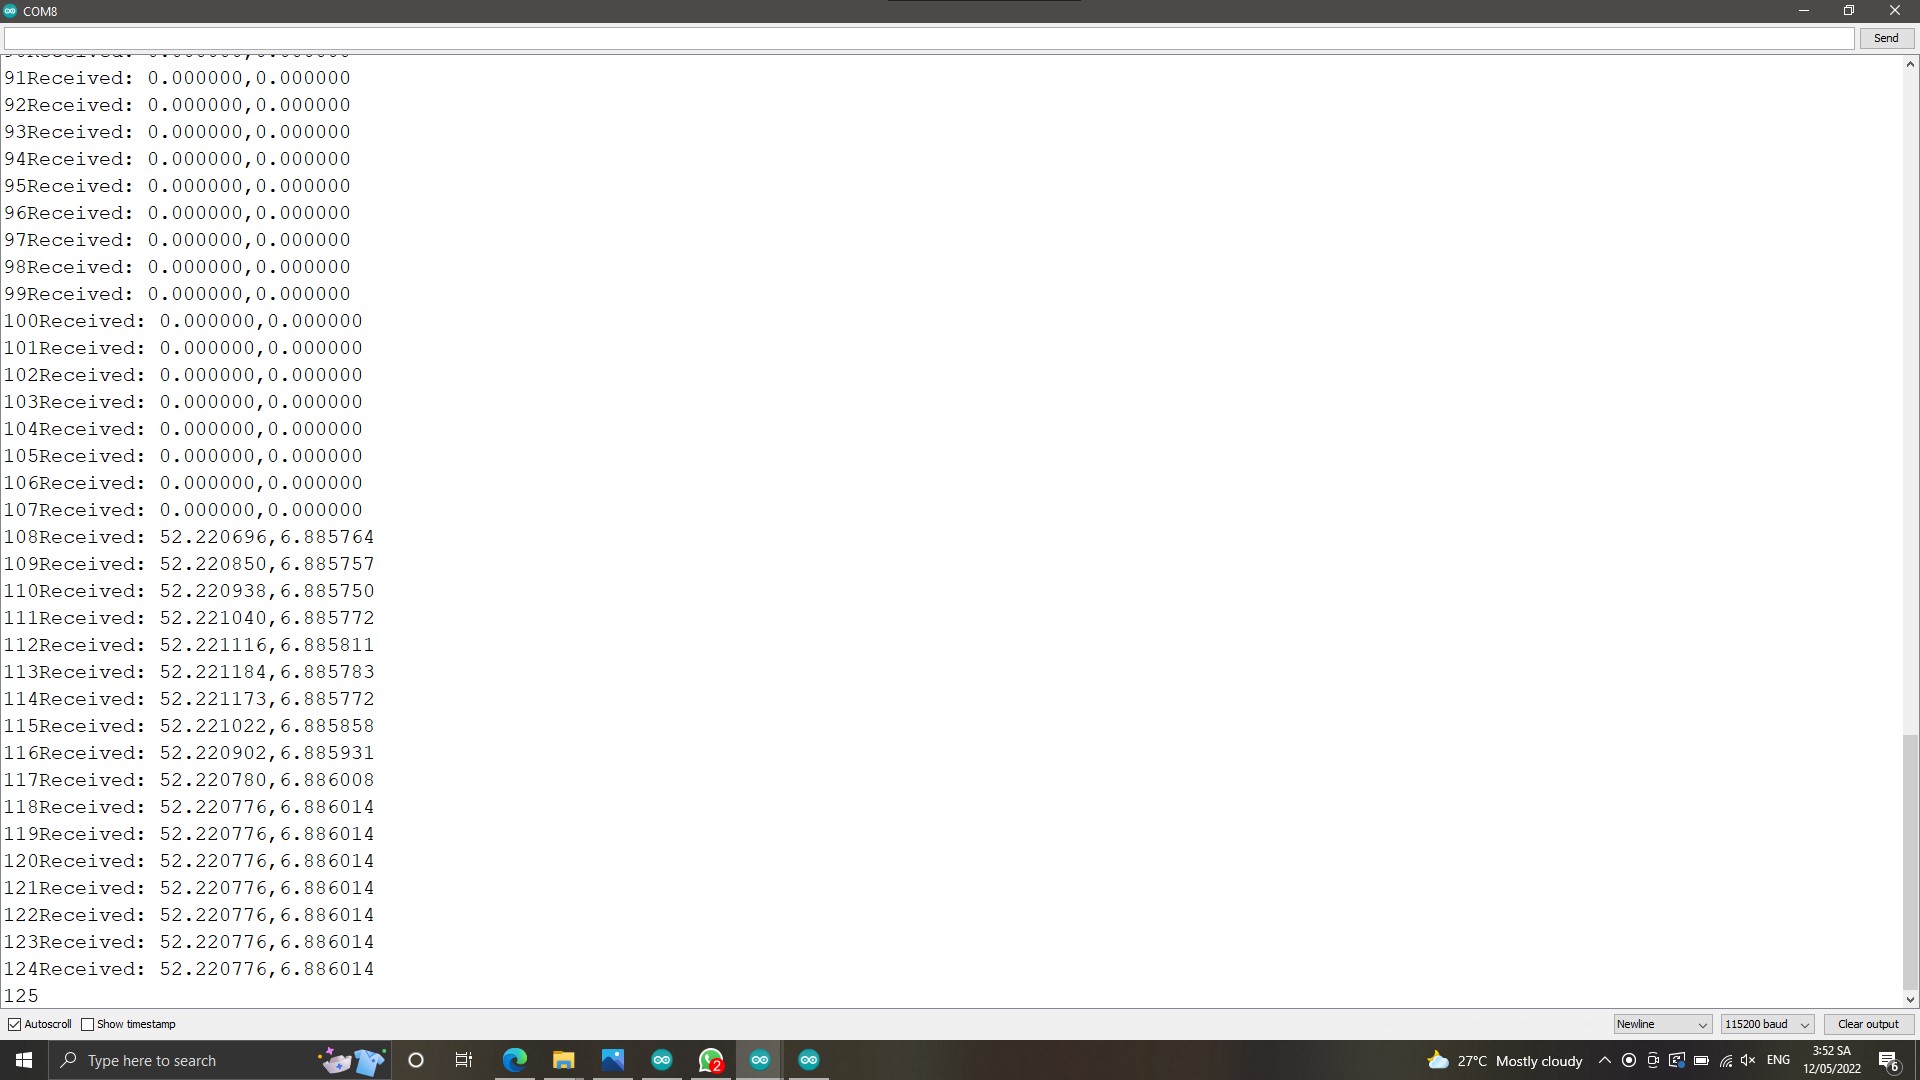 COM8
Send
91Received: 0.000000,0.000000
92Received: 0.000000,0.000000
93Received: 0.000000,0.000000
94Received: 0.000000,0.000000
95Received: 0.000000,0.000000
96Received: 0.000000,0.000000
97Received: 0.000000,0.000000
98Received: 0.000000,0.000000
99Received: 0.000000,0.000000
100Received: 0.000000,0.000000
101Received: 0.000000,0.000000
102Received: 0.000000,0.000000
103Received: 0.000000,0.000000
104Received: 0.000000,0.000000
105Received: 0.000000,0.000000
106Received: 0.000000,0.000000
107Received: 0.000000,0.000000
108Received: 52.220696,6.885764
109Received: 52.220850,6.885757
110Received: 52.220938,6.885750
111Received: 52.221040,6.885772
112Received: 52.221116,6.885811
113Received: 52.221184,6.885783
114Received: 52.221173,6.885772
115Received: 52.221022,6.885858
116Received: 52.220902,6.885931
117Received: 52.220780,6.886008
118Received: 52.220776,6.886014
119Received: 52.220776,6.886014
120Received: 52.220776,6.886014
121Received: 52.220776,6.886014
122Received: 52.220776,6.886014
123Received: 52.220776,6.886014
124Received: 52.220776,6.886014
125
Autoscroll Show timestamp Newline 115200 baud Clear output
Type here to search 2 27°C Mostly cloudy ENG 3:52 SA 6
12/05/2022